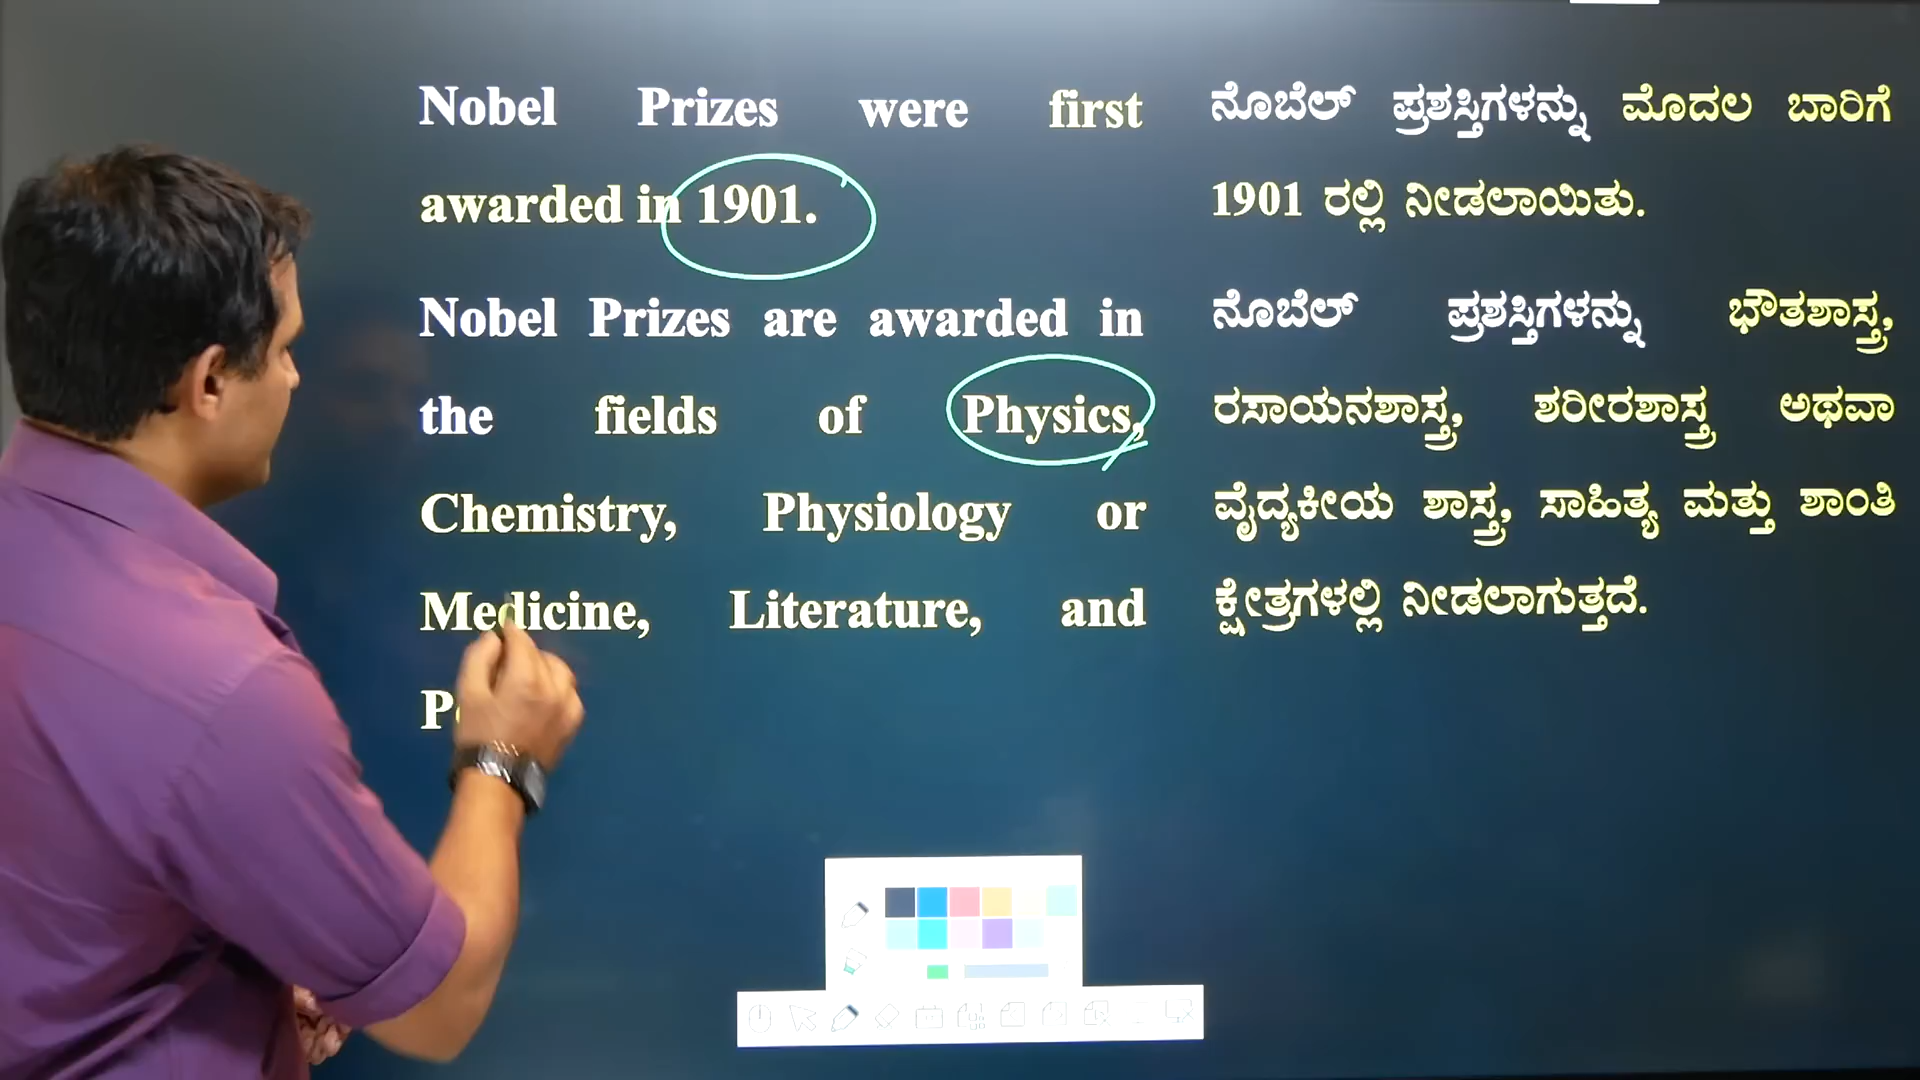 Nobel Prizes were first
awarded in 1901.
Nobel Prizes are awarded in
the fields of Physics,
Chemistry, Physiology or
Medicine, Literature, and
ನೊಬೆಲ್ ಪ್ರಶಸ್ತಿಗಳನ್ನು ಮೊದಲ ಬಾರಿಗೆ
1901 ರಲ್ಲಿ ನೀಡಲಾಯಿತು.
ನೊಬೆಲ್ ಪ್ರಶಸ್ತಿಗಳನ್ನು ಭೌತಶಾಸ್ತ್ರ,
ರಸಾಯನಶಾಸ್ತ್ರ, ಶರೀರಶಾಸ್ತ್ರ ಅಥವಾ
ವೈದ್ಯಕೀಯ ಶಾಸ್ತ್ರ, ಸಾಹಿತ್ಯ ಮತ್ತು ಶಾಂತಿ
ಕ್ಷೇತ್ರಗಳಲ್ಲಿ ನೀಡಲಾಗುತ್ತದೆ.